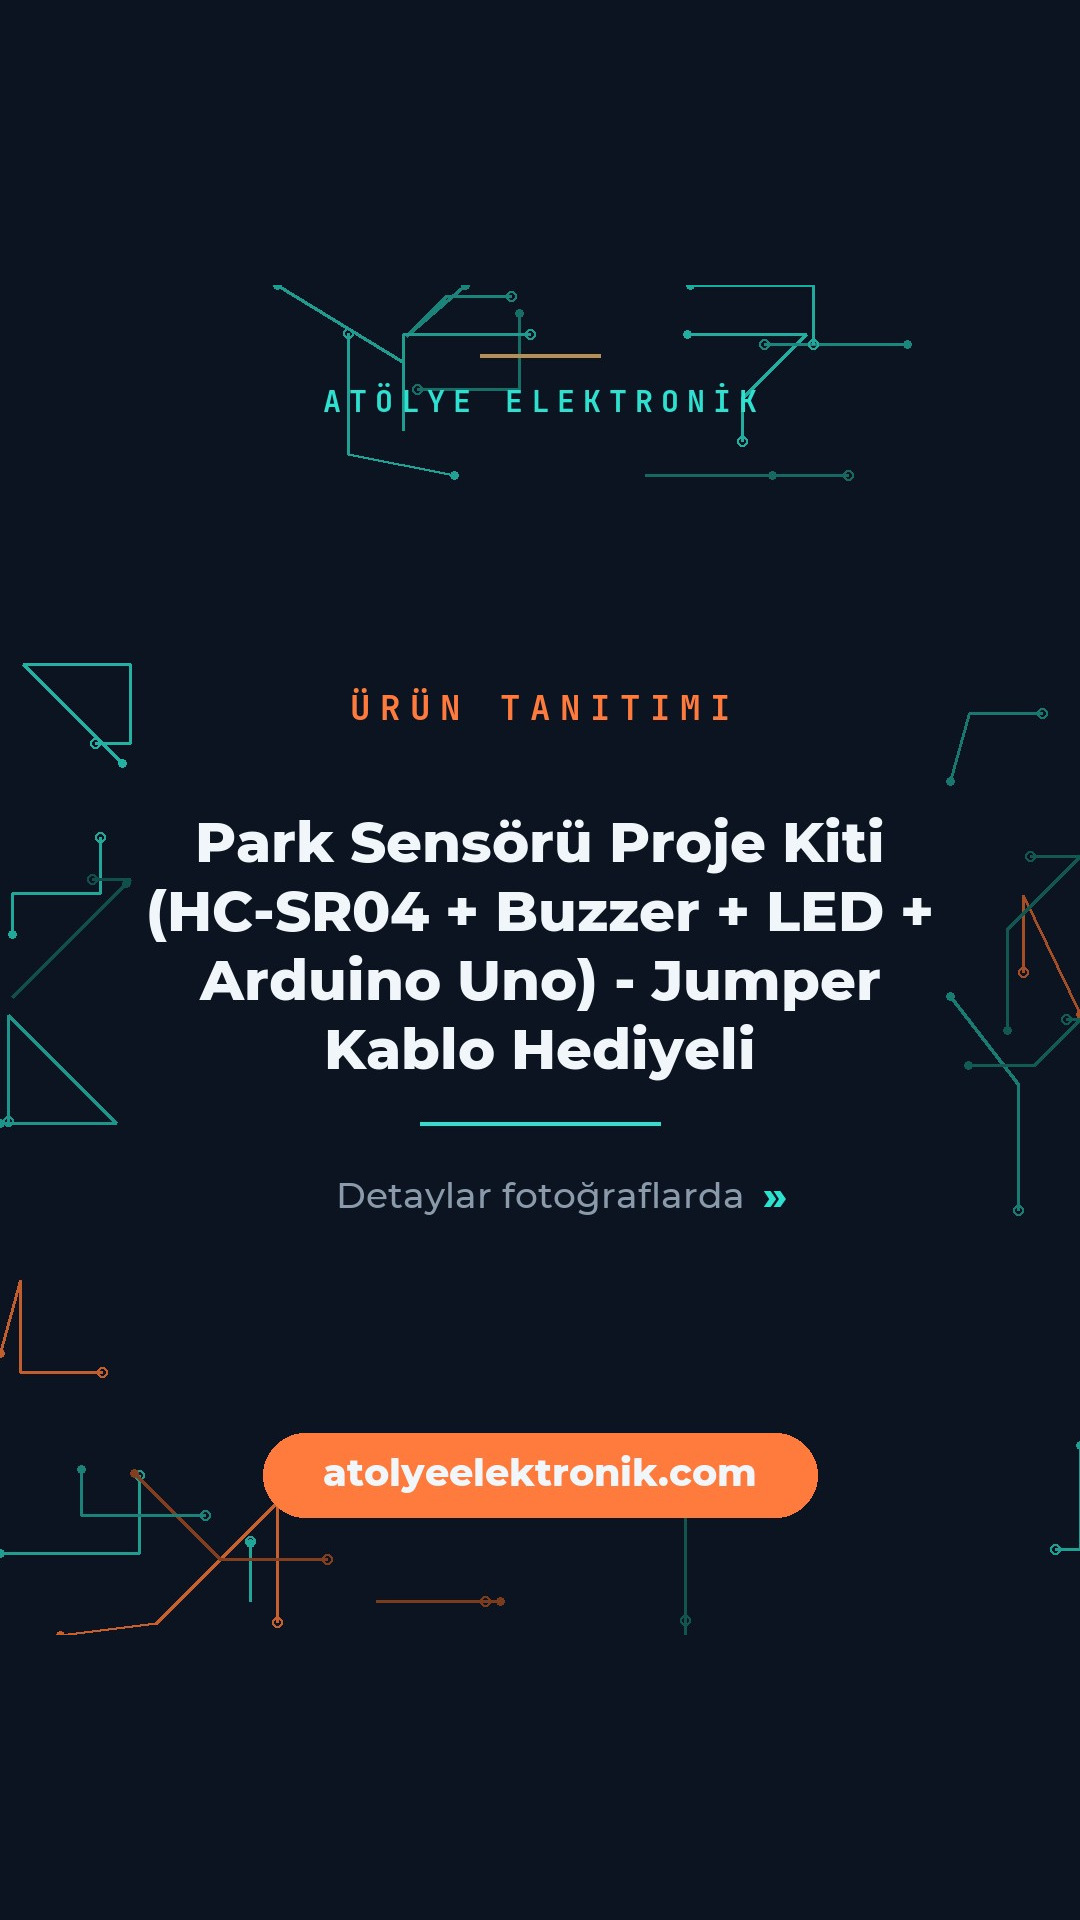 ATÖLYE ELEKTRONİK
ÜRÜN TANITIMI
Park Sensörü Proje Kiti
(HC-SR04 + Buzzer + LED +
Arduino Uno) - Jumper
Kablo Hediyeli
Detaylar fotoğraflarda »
atolyeelektronik.com